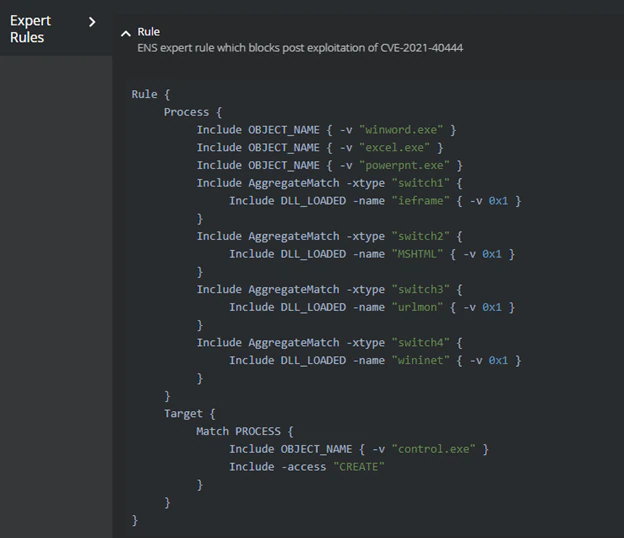 Expert
Rules
Rule
ENS expert rule which blocks post exploitation of CVE-2021-40444
Rule {
Process {
Include OBJECT_NAME { -v "winword.exe" }
Include OBJECT_NAME { -v "excel.exe" }
Include OBJECT_NAME { -v "powerpnt.exe" }
Include AggregateMatch -xtype "switch1" {
Include DLL_LOADED -name "ieframe" { -v 0x1 }
}
Include AggregateMatch -xtype "switch2" {
Include DLL_LOADED -name "MSHTML" { -v 0x1 }
}
Include AggregateMatch -xtype "switch3" {
Include DLL_LOADED -name "urlmon" { -v 0x1 }
}
Include AggregateMatch -xtype "switch4" {
Include DLL_LOADED -name "wininet" { -v 0x1 }
}
}
Target {
Match PROCESS {
Include OBJECT_NAME { -v "control.exe" }
Include -access "CREATE"
}
}
}